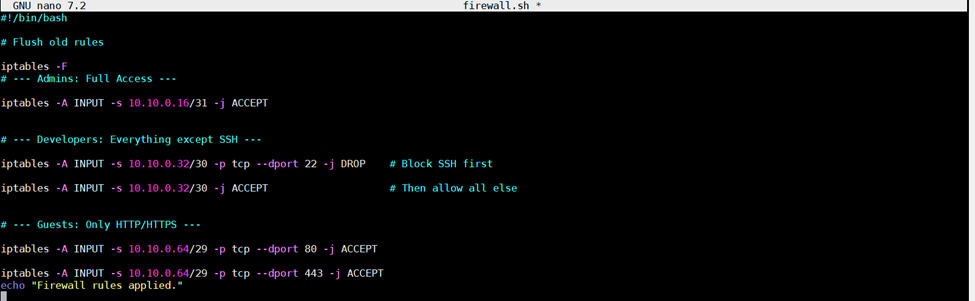 GNU nano 7.2 firewall.sh *
#!/bin/bash
# Flush old rules
iptables -F
# --- Admins: Full Access ---
iptables -A INPUT -s 10.10.0.16/31 -j ACCEPT
# --- Developers: Everything except SSH ---
iptables -A INPUT -s 10.10.0.32/30 -p tcp --dport 22 -j DROP # Block SSH first
iptables -A INPUT -s 10.10.0.32/30 -j ACCEPT # Then allow all else
# --- Guests: Only HTTP/HTTPS ---
iptables -A INPUT -s 10.10.0.64/29 -p tcp --dport 80 -j ACCEPT
iptables -A INPUT -s 10.10.0.64/29 -p tcp --dport 443 -j ACCEPT
echo "Firewall rules applied."